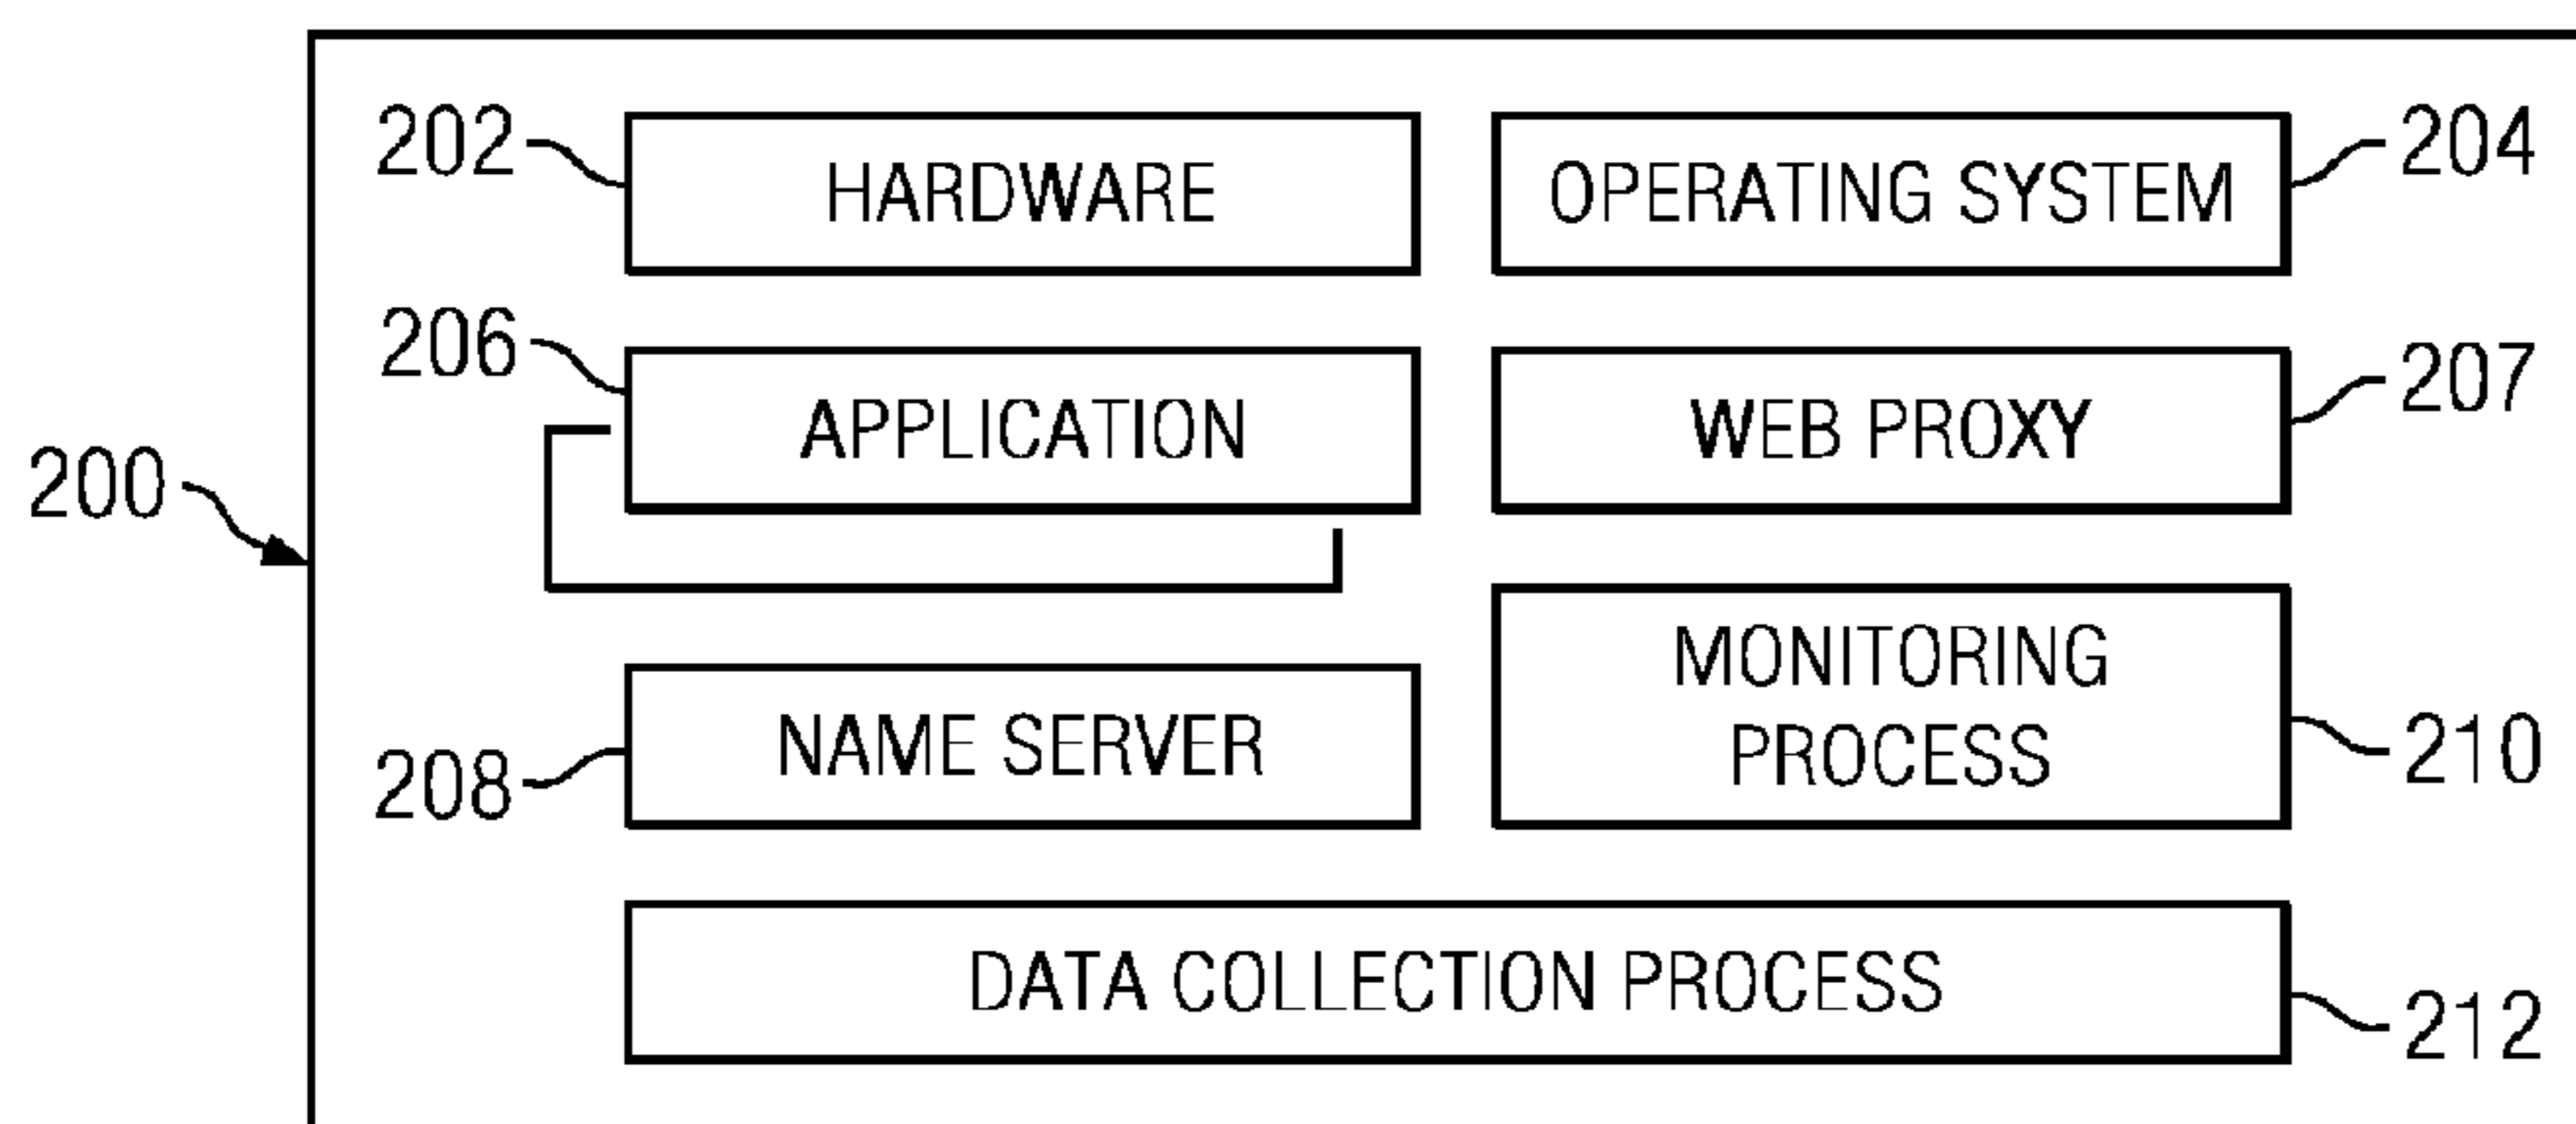 202 HARDWARE OPERATING SYSTEM 204
206 APPLICATION WEB PROXY 207
200
MONITORING
PROCESS 210
208 NAME SERVER
DATA COLLECTION PROCESS 212